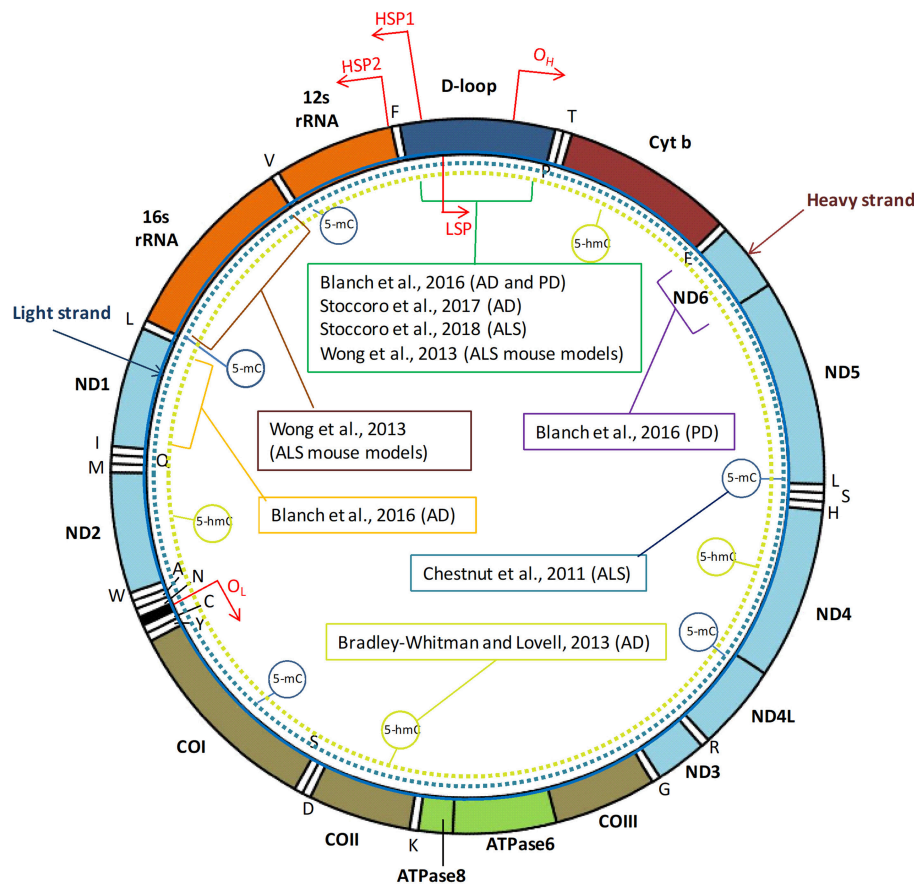 HSP1
HSP2
O_H
D-loop
12s
rRNA
F
T
Cyt b
V
P
16s
rRNA
5-mC
LSP
5-hmC
Heavy strand
E
ND6
Blanch et al., 2016 (AD and PD)
Stoccoro et al., 2017 (AD)
Stoccoro et al., 2018 (ALS)
Wong et al., 2013 (ALS mouse models)
Light strand
L
5-mC
ND1
ND5
Wong et al., 2013
(ALS mouse models)
Blanch et al., 2016 (PD)
I
M
Q
5-mC
L
S
H
Blanch et al., 2016 (AD)
ND2
5-hmC
5-hmC
Chestnut et al., 2011 (ALS)
W
A
N
O_L
C
Y
ND4
5-mC
Bradley-Whitman and Lovell, 2013 (AD)
5-mC
5-hmC
ND4L
COI
S
R
ND3
G
D
COII
K
COIII
ATPase6
ATPase8